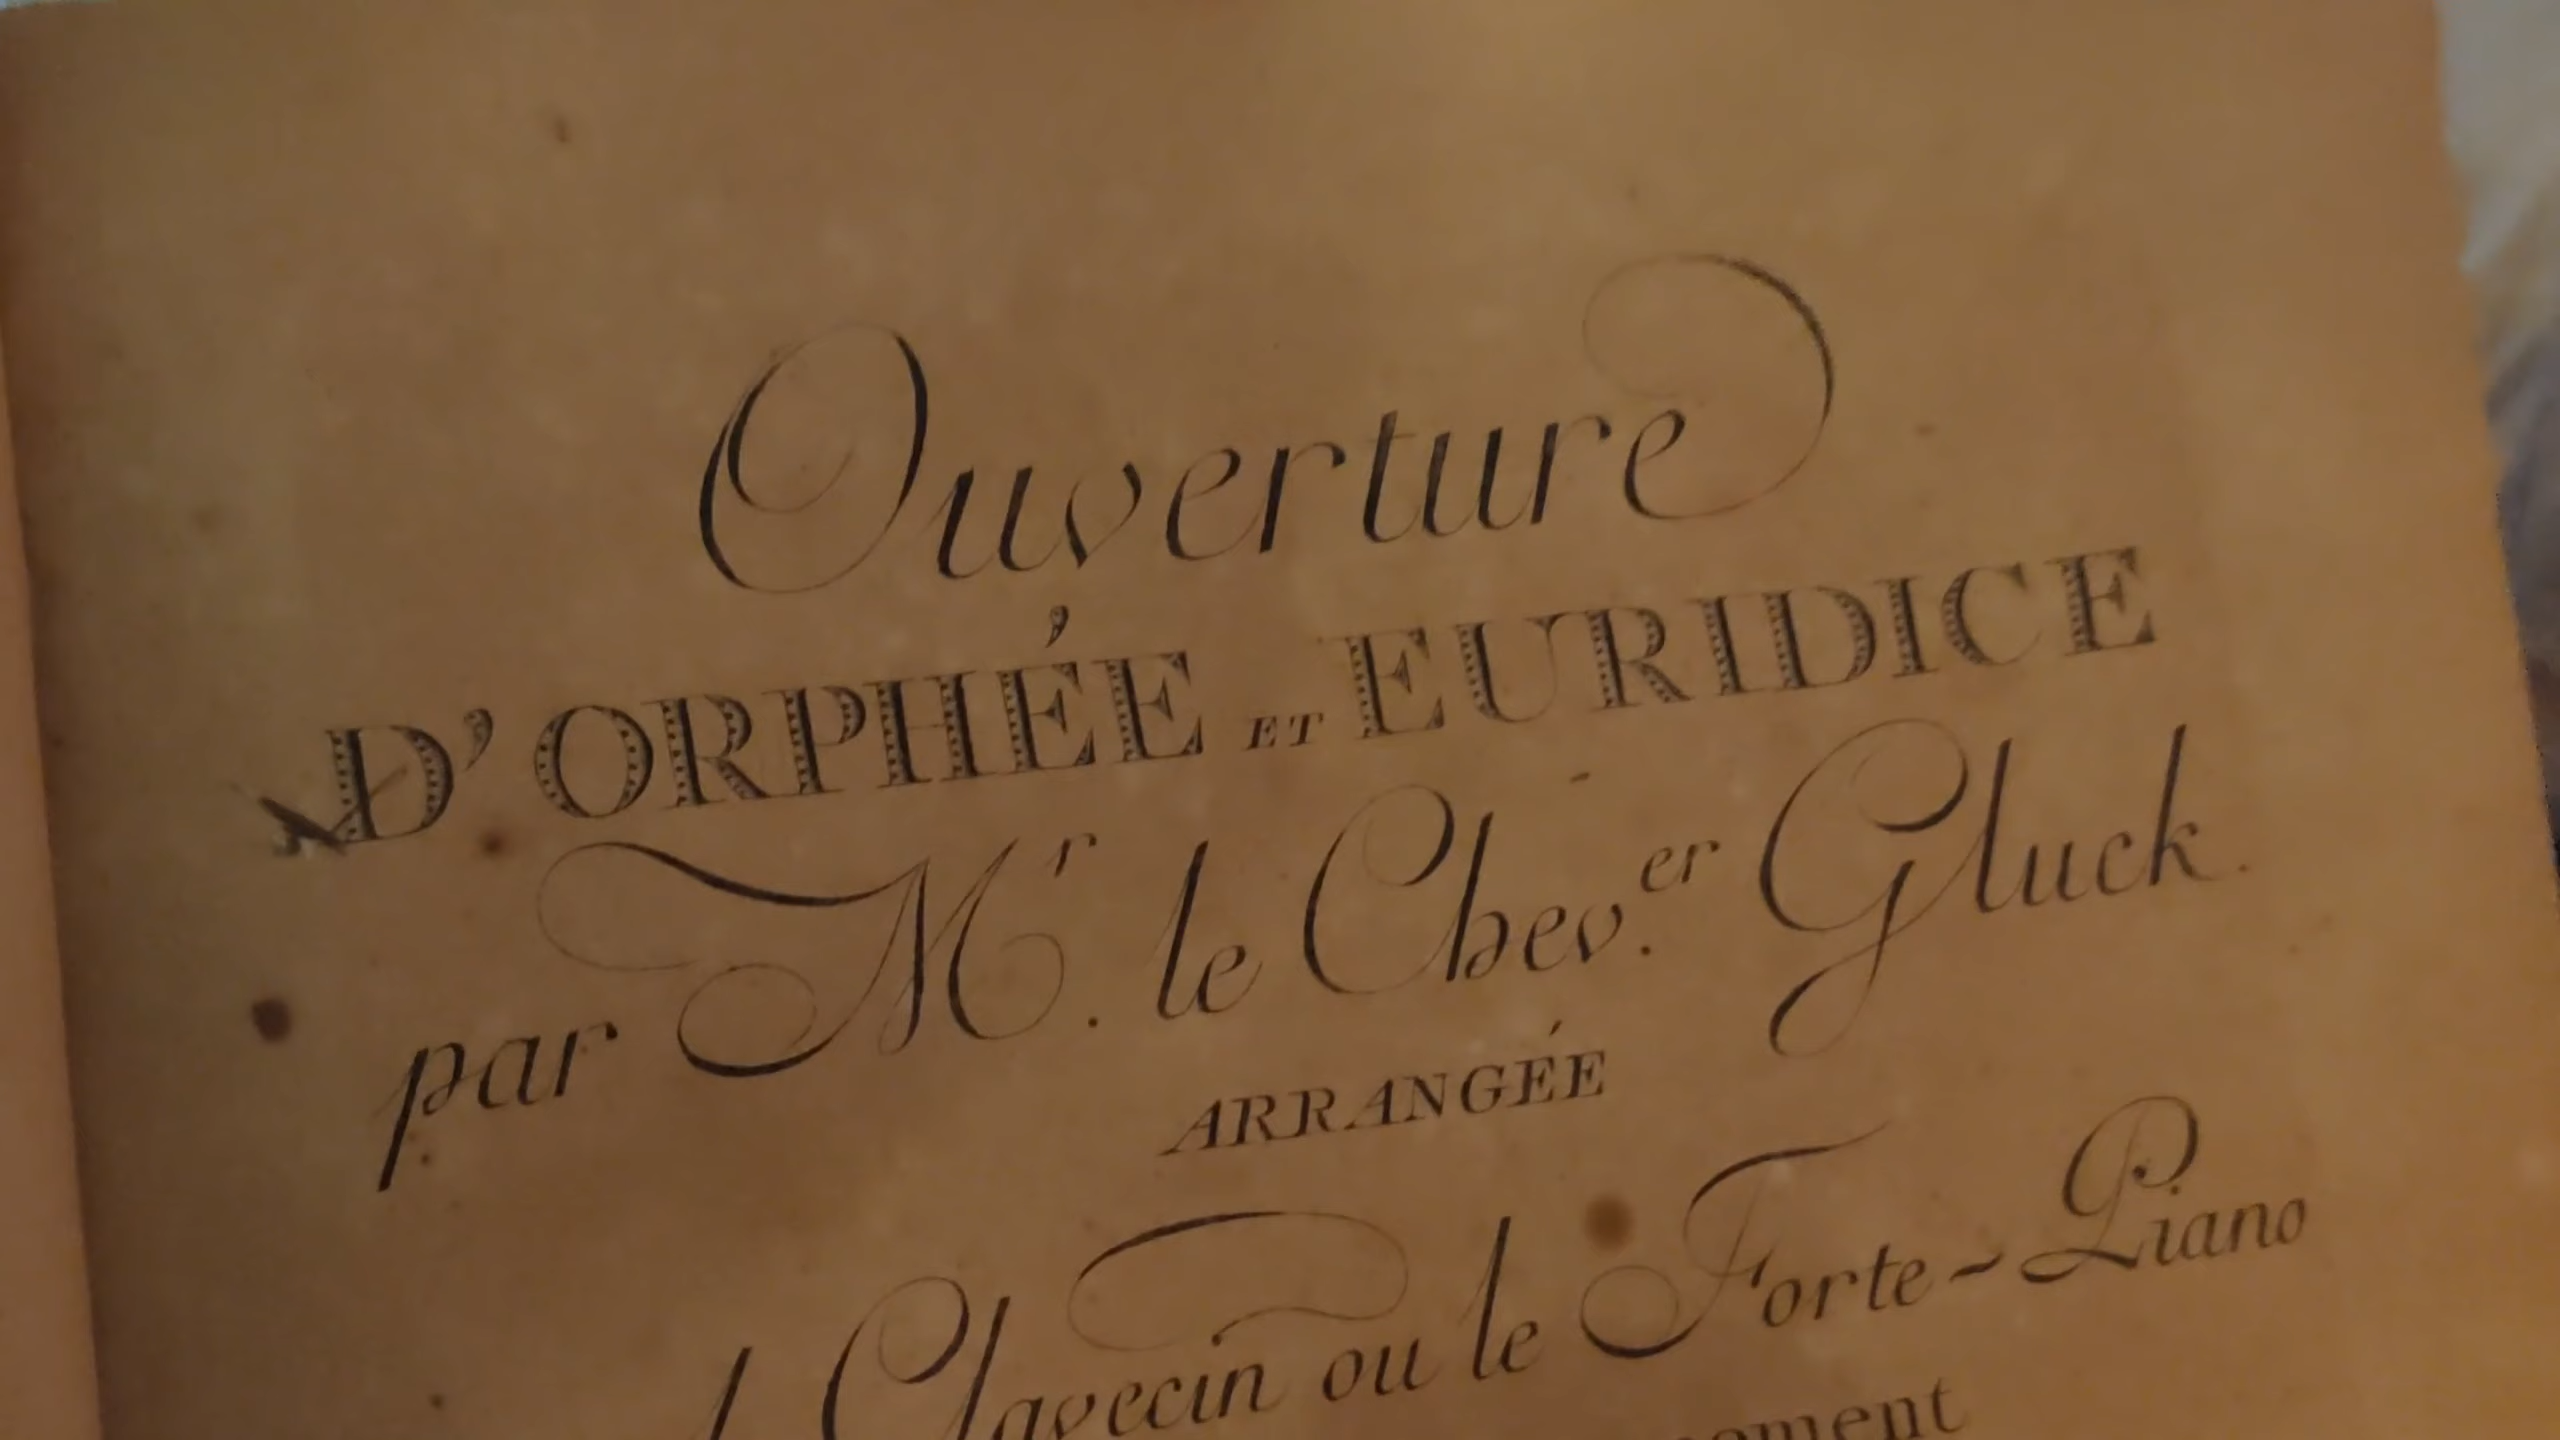 Ouverture
D'ORPHÉE ET EURIDICE
par Mr. le Chev.er Gluck.
ARRANGÉE
Clavecin ou le Forte-Piano